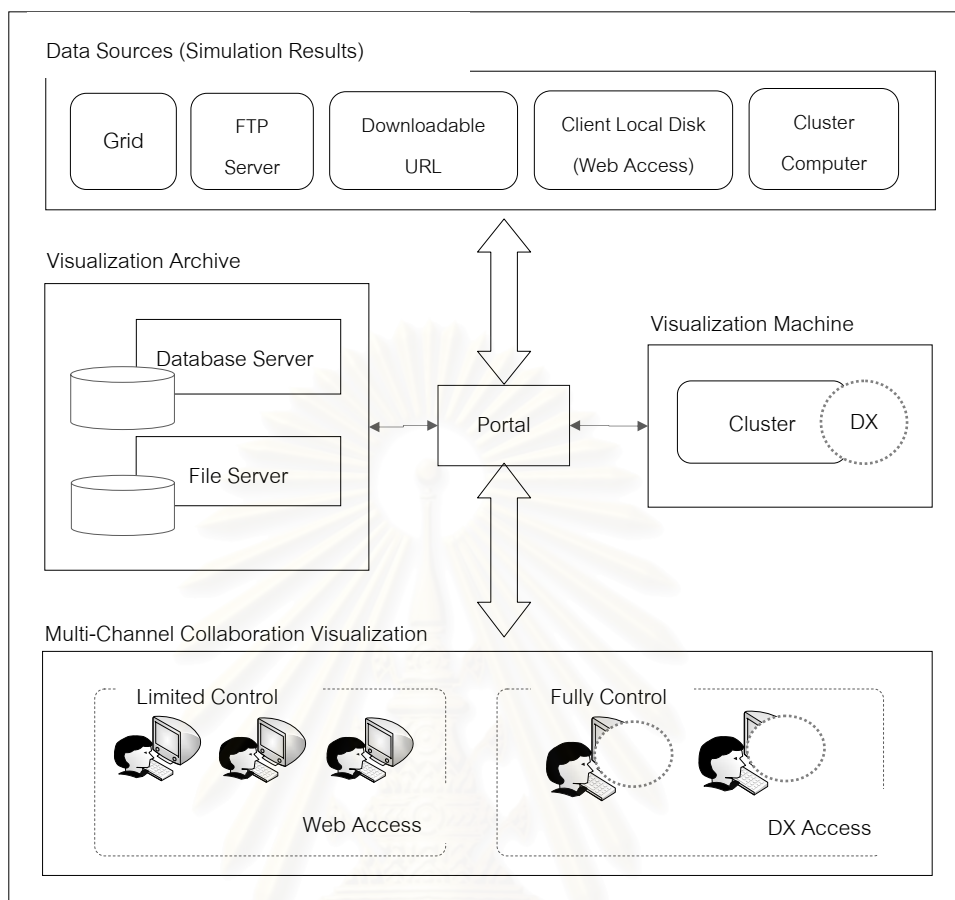 Data Sources (Simulation Results)
Grid
FTP
Server
Downloadable
URL
Client Local Disk
(Web Access)
Cluster
Computer
Visualization Archive
Database Server
File Server
Portal
Visualization Machine
Cluster
DX
Multi-Channel Collaboration Visualization
Limited Control
Web Access
Fully Control
DX Access